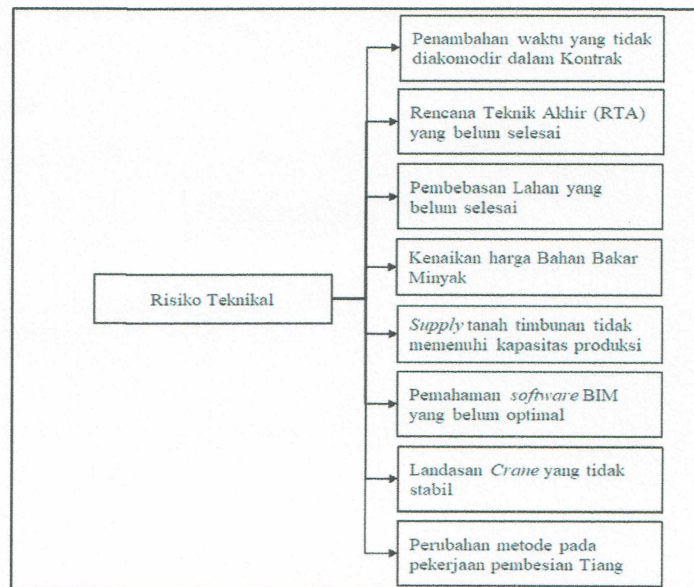 Penambahan waktu yang tidak
diakomodir dalam Kontrak
Rencana Teknik Akhir (RTA)
yang belum selesai
Pembebasan Lahan yang
belum selesai
Kenaikan harga Bahan Bakar
Minyak
Risiko Teknikal
Supply tanah timbunan tidak
memenuhi kapasitas produksi
Pemahaman software BIM
yang belum optimal
Landasan Crane yang tidak
stabil
Perubahan metode pada
pekerjaan pembesian Tiang